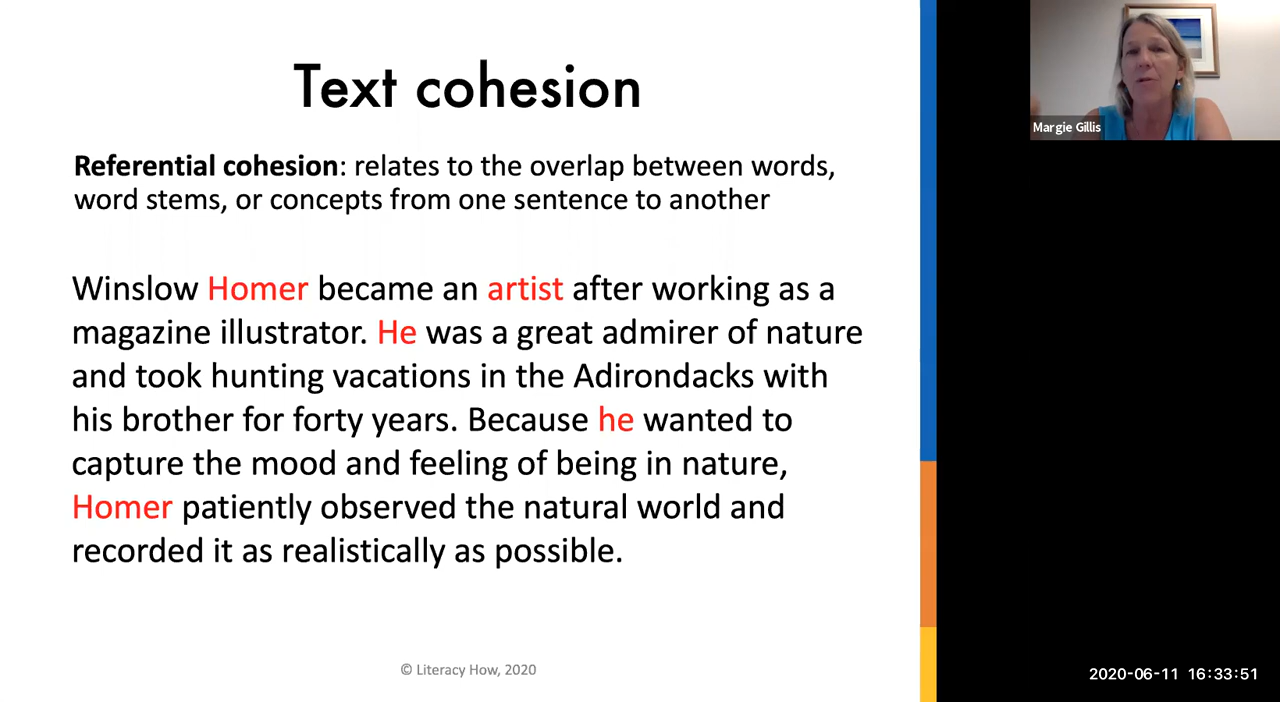 Text cohesion
Margie Gillis
Referential cohesion: relates to the overlap between words,
word stems, or concepts from one sentence to another
Winslow Homer became an artist after working as a
magazine illustrator. He was a great admirer of nature
and took hunting vacations in the Adirondacks with
his brother for forty years. Because he wanted to
capture the mood and feeling of being in nature,
Homer patiently observed the natural world and
recorded it as realistically as possible.
© Literacy How, 2020
2020-06-11 16:33:51